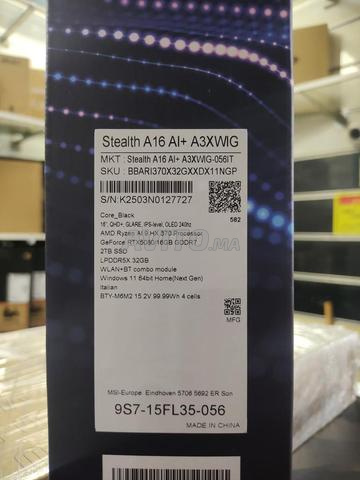 Stealth A16 AI+ A3XWIG
MKT : Stealth A16 AI+ A3XWIG-056IT
SKU : BBARI370X32GXXDX11NGP
S/N:K2503N0127727
Core_Black
16", QHD+, GLARE, IPS-level, OLED 240hz
AMD Ryzen AI 9 HX 370 Processor
GeForce RTX5080 16GB GDDR7
2TB SSD
LPDDR5X 32GB
WLAN+BT combo module
Windows 11 64bit Home(Next Gen)
Italian
BTY-M6M2 15.2V 99.99Wh 4 cells
582
MFG
MSI-Europe Eindhoven 5706 5692 ER Son
9S7-15FL35-056
MADE IN CHINA